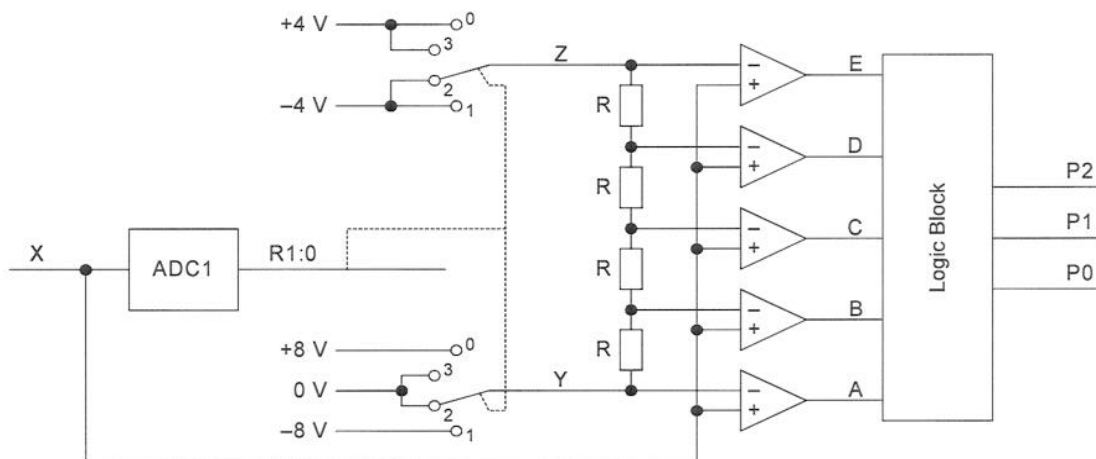 +4 V
0
3
2
–4 V
1
Z
R
R
R
R
– +
E
– +
D
– +
C
– +
B
– +
A
Logic Block
P2
P1
P0
X
ADC1
R1:0
+8 V
0
3
0 V
2
–8 V
1
Y